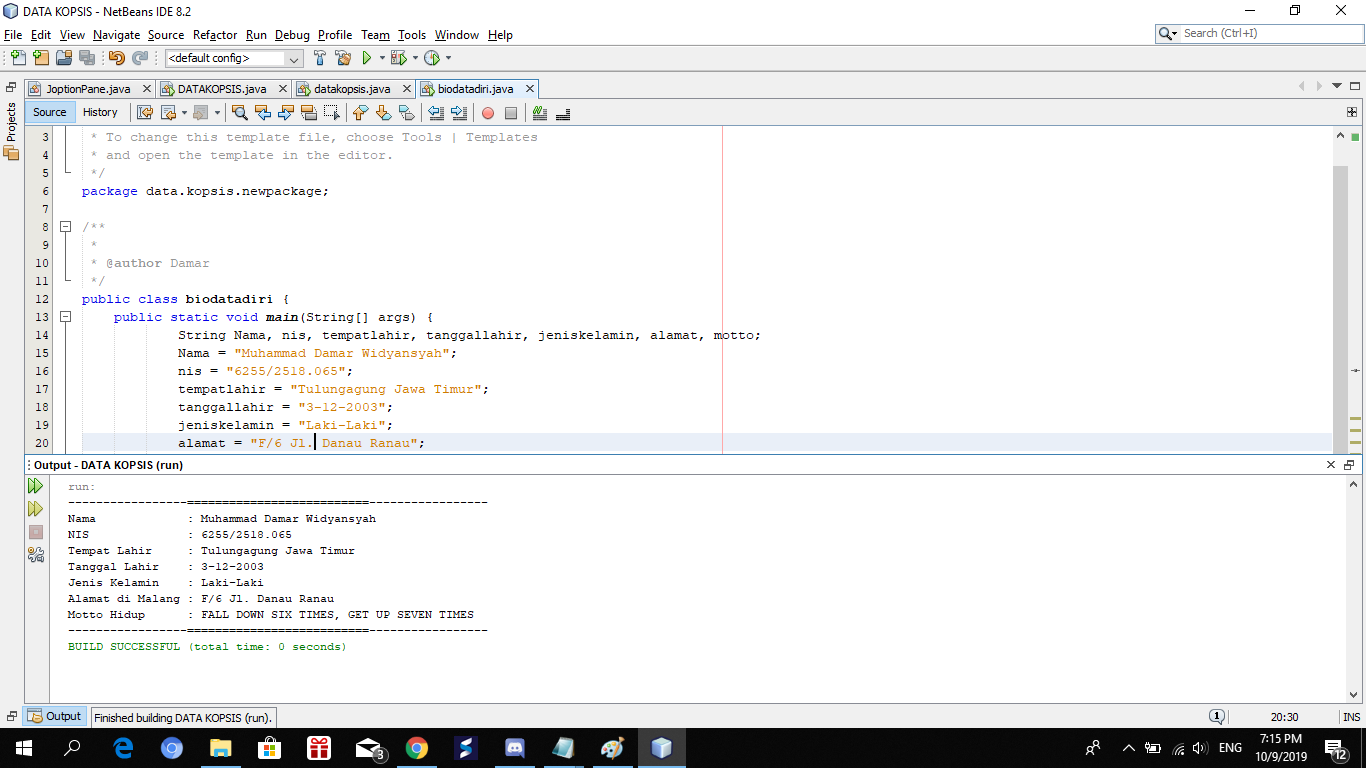 DATA KOPSIS - NetBeans IDE 8.2
File Edit View Navigate Source Refactor Run Debug Profile Team Tools Window Help
Search (Ctrl+I)
<default config>
JoptionPane.java DATAKOPSIS.java datakopsis.java biodatadiri.java
Projects
Source History
3 * To change this template file, choose Tools | Templates
4 * and open the template in the editor.
5 */
6 package data.kopsis.newpackage;
7
8 /**
9 *
10 * @author Damar
11 */
12 public class biodatadiri {
13 public static void main(String[] args) {
14 String Nama, nis, tempatlahir, tanggallahir, jeniskelamin, alamat, motto;
15 Nama = "Muhammad Damar Widyansyah";
16 nis = "6255/2518.065";
17 tempatlahir = "Tulungagung Jawa Timur";
18 tanggallahir = "3-12-2003";
19 jeniskelamin = "Laki-Laki";
20 alamat = "F/6 Jl. Danau Ranau";
Output - DATA KOPSIS (run)
run:
-----------------==========================-----------------
Nama : Muhammad Damar Widyansyah
NIS : 6255/2518.065
Tempat Lahir : Tulungagung Jawa Timur
Tanggal Lahir : 3-12-2003
Jenis Kelamin : Laki-Laki
Alamat di Malang : F/6 Jl. Danau Ranau
Motto Hidup : FALL DOWN SIX TIMES, GET UP SEVEN TIMES
-----------------==========================-----------------
BUILD SUCCESSFUL (total time: 0 seconds)
Output Finished building DATA KOPSIS (run). 1 20:30 INS
3 ENG 7:15 PM
10/9/2019 12